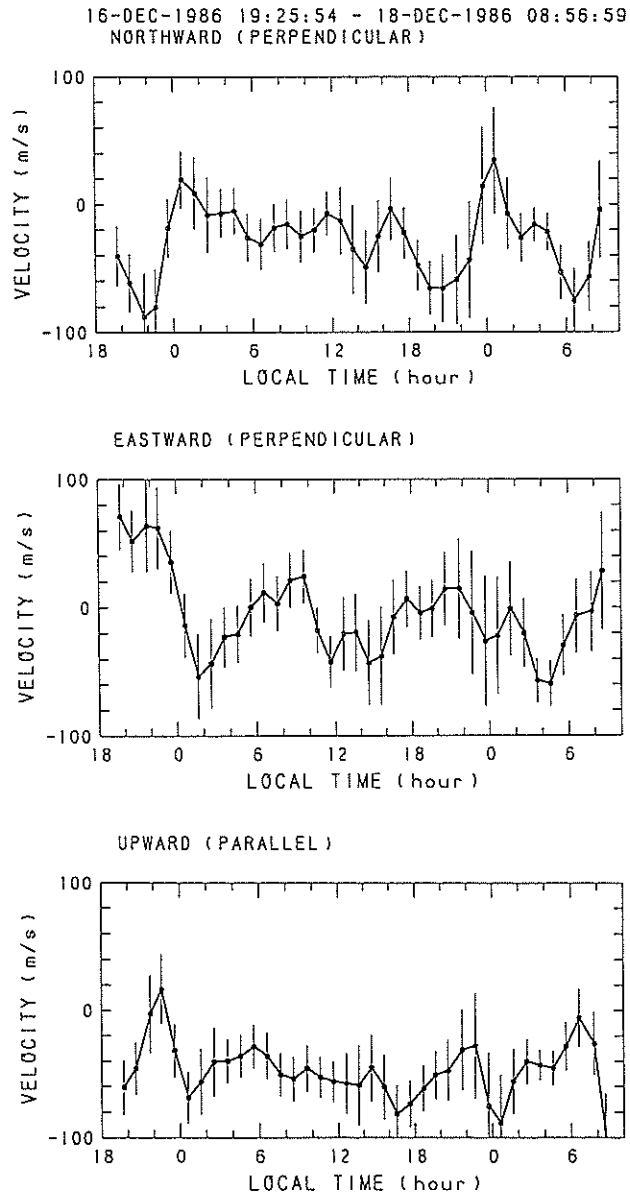 16-DEC-1986 19:25:54 - 18-DEC-1986 08:56:59
NORTHWARD (PERPENDICULAR)
100
0
-100
VELOCITY (m/s)
18 0 6 12 18 0 6
LOCAL TIME (hour)
EASTWARD (PERPENDICULAR)
100
0
-100
VELOCITY (m/s)
18 0 6 12 18 0 6
LOCAL TIME (hour)
UPWARD (PARALLEL)
100
0
-100
VELOCITY (m/s)
18 0 6 12 18 0 6
LOCAL TIME (hour)